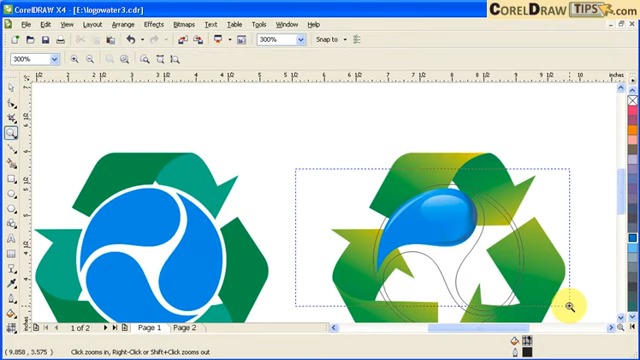 CorelDRAW X4 - [E:\logowater3.cdr]
CORELDRAW TIPS.com
File Edit View Layout Arrange Effects Bitmaps Text Table Tools Window Help
300% Snap to
300%
1 of 2 Page 1 Page 2
(9.858, 3.575) Click zooms in, Right-Click or Shift+Click zooms out